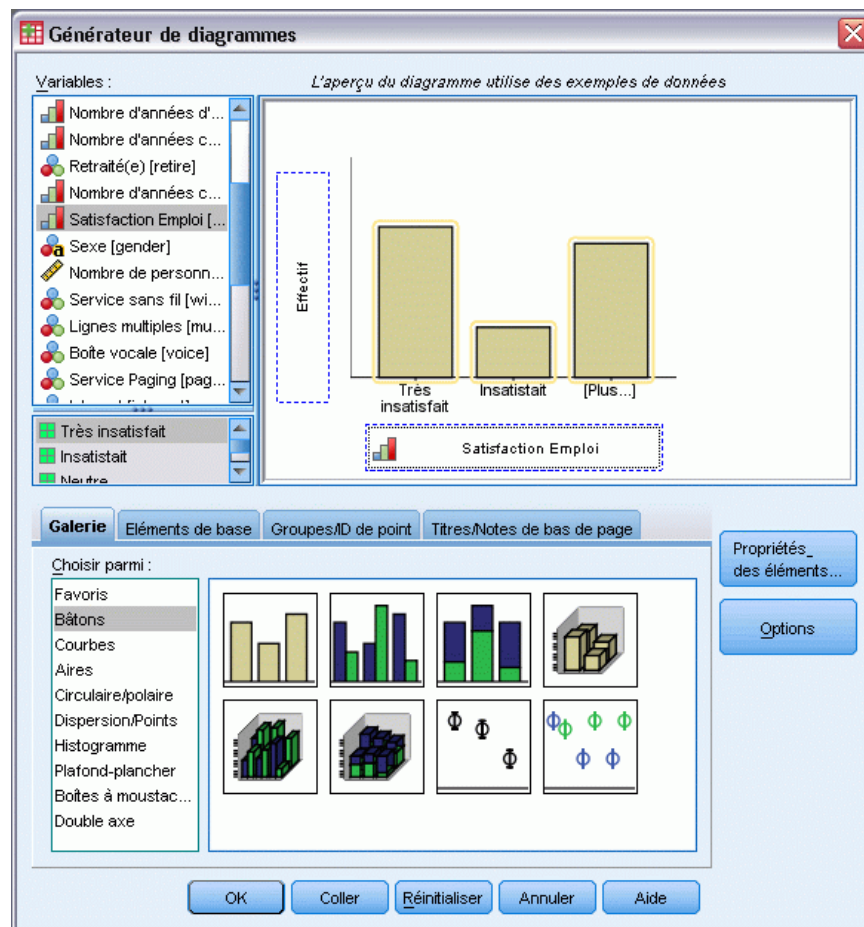 Générateur de diagrammes
Variables :
L'aperçu du diagramme utilise des exemples de données
Nombre d'années d'...
Nombre d'années c...
Retraité(e) [retire]
Nombre d'années c...
Satisfaction Emploi [...
Sexe [gender]
Nombre de personn...
Service sans fil [wi...
Lignes multiples [mu...
Boîte vocale [voice]
Service Paging [pag...
Très insatisfait
Insatistait
Neutre
Effectif
Très
insatisfait
Insatistait
[Plus...]
Satisfaction Emploi
Galerie
Eléments de base
Groupes/ID de point
Titres/Notes de bas de page
Choisir parmi :
Favoris
Bâtons
Courbes
Aires
Circulaire/polaire
Dispersion/Points
Histogramme
Plafond-plancher
Boîtes à moustac...
Double axe
Propriétés_
des éléments...
Options
OK
Coller
Réinitialiser
Annuler
Aide